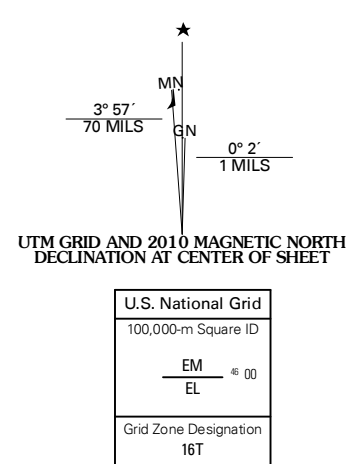 ★
MN
3° 57´
70 MILS
GN
0° 2´
1 MILS
UTM GRID AND 2010 MAGNETIC NORTH
DECLINATION AT CENTER OF SHEET
U.S. National Grid
100,000-m Square ID
EM
46 00
EL
Grid Zone Designation
16T